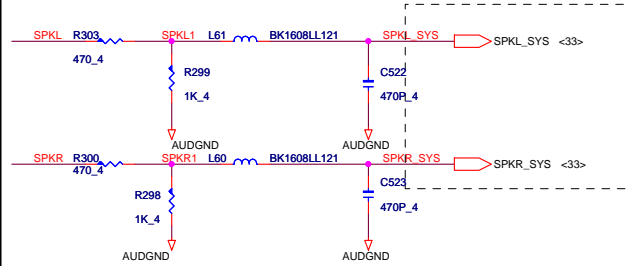 SPKL R303 SPKL1 L61 BK1608LL121 SPKL_SYS SPKL_SYS <33>
470_4
R299 C522
1K_4 470P_4
AUDGND AUDGND
SPKR R300 SPKR1 L60 BK1608LL121 SPKR_SYS SPKR_SYS <33>
470_4
R298 C523
1K_4 470P_4
AUDGND AUDGND